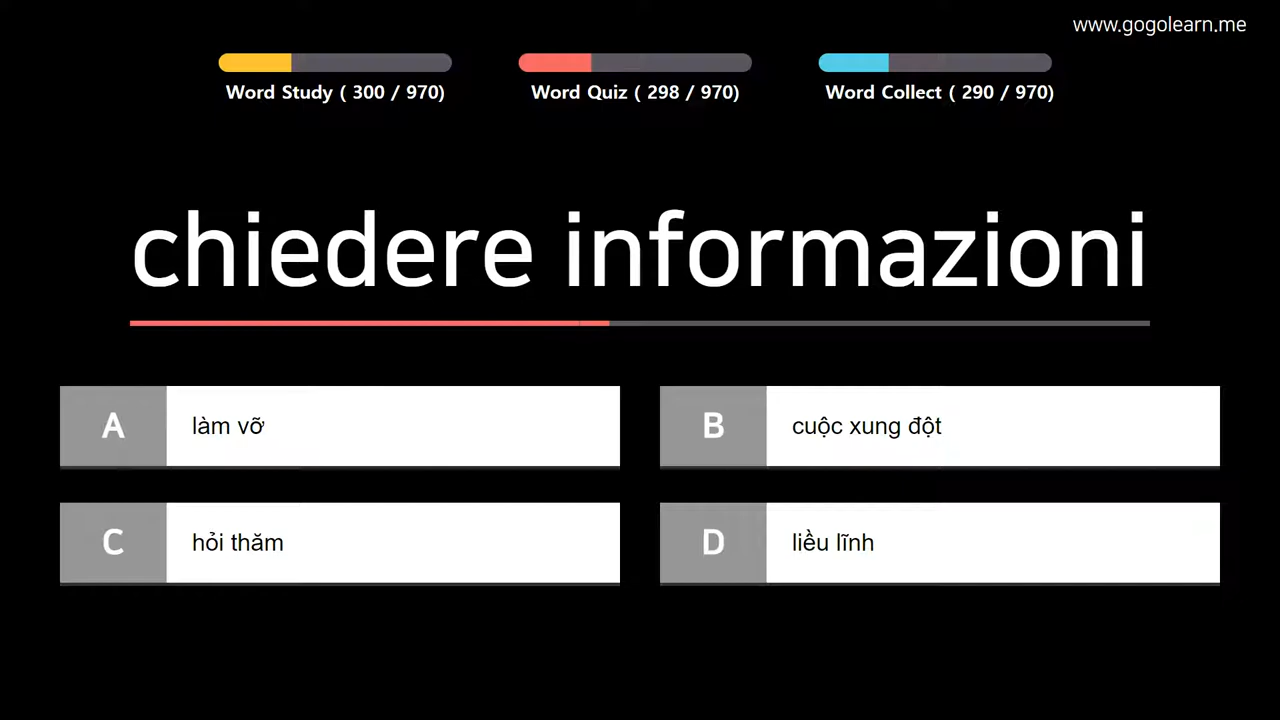 www.gogolearn.me
Word Study ( 300 / 970)
Word Quiz ( 298 / 970)
Word Collect ( 290 / 970)
chiedere informazioni
A làm vỡ
B cuộc xung đột
C hỏi thăm
D liều lĩnh